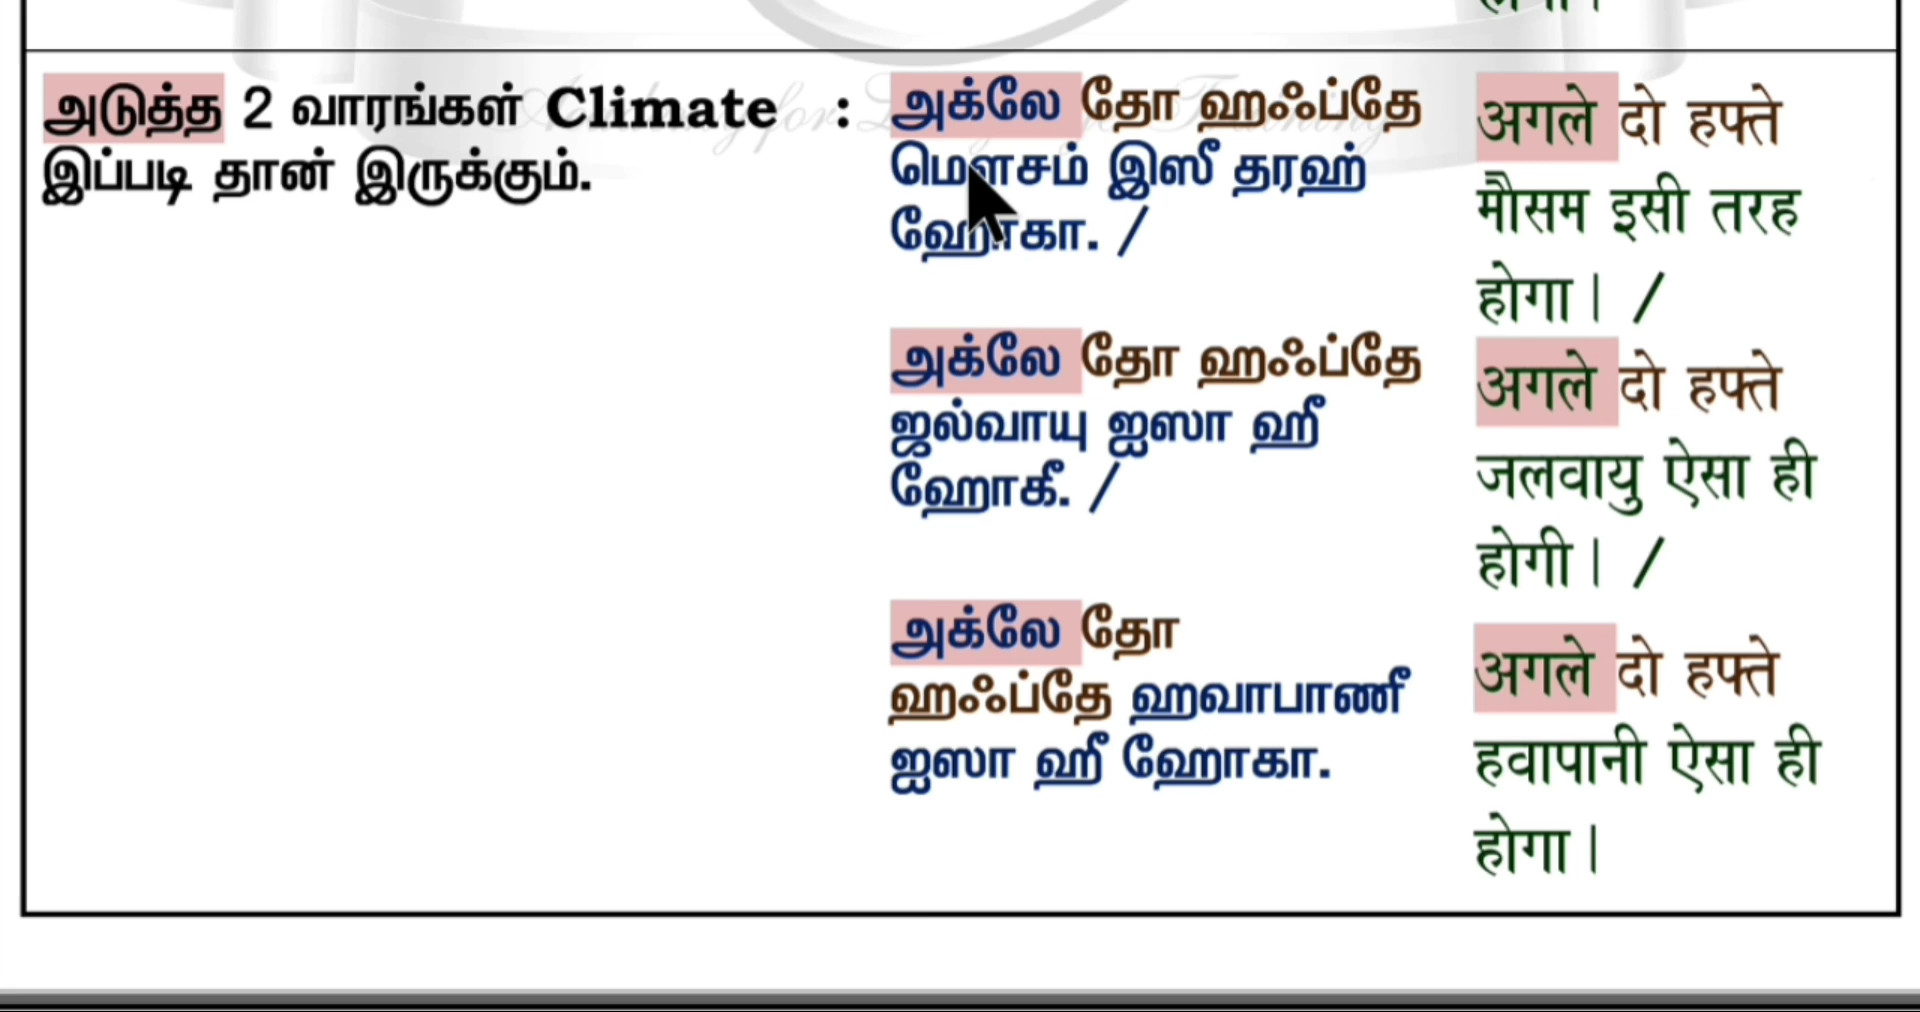 அடுத்த 2 வாரங்கள் Climate :
இப்படி தான் இருக்கும்.
அக்லே தோ ஹஃப்தே
மௌசம் இஸீ தரஹ்
ஹோகா. /
அக்லே தோ ஹஃப்தே
ஜல்வாயு ஐஸா ஹீ
ஹோகீ. /
அக்லே தோ
ஹஃப்தே ஹவாபாணீ
ஐஸா ஹீ ஹோகா.
अगले दो हफ्ते
मौसम इसी तरह
होगा। /
अगले दो हफ्ते
जलवायु ऐसा ही
होगी। /
अगले दो हफ्ते
हवापानी ऐसा ही
होगा।